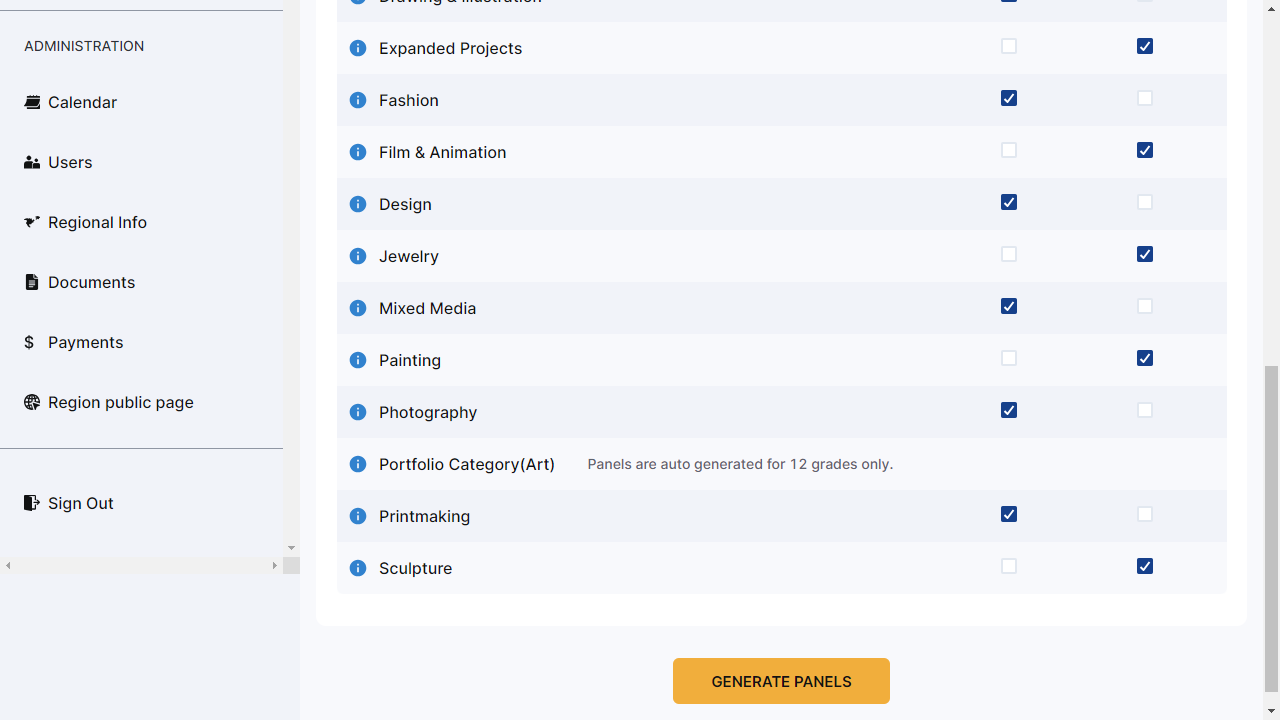 ADMINISTRATION
Calendar
Users
Regional Info
Documents
$ Payments
Region public page
Sign Out
Drawing & Illustration
Expanded Projects
Fashion
Film & Animation
Design
Jewelry
Mixed Media
Painting
Photography
Portfolio Category(Art) Panels are auto generated for 12 grades only.
Printmaking
Sculpture
GENERATE PANELS